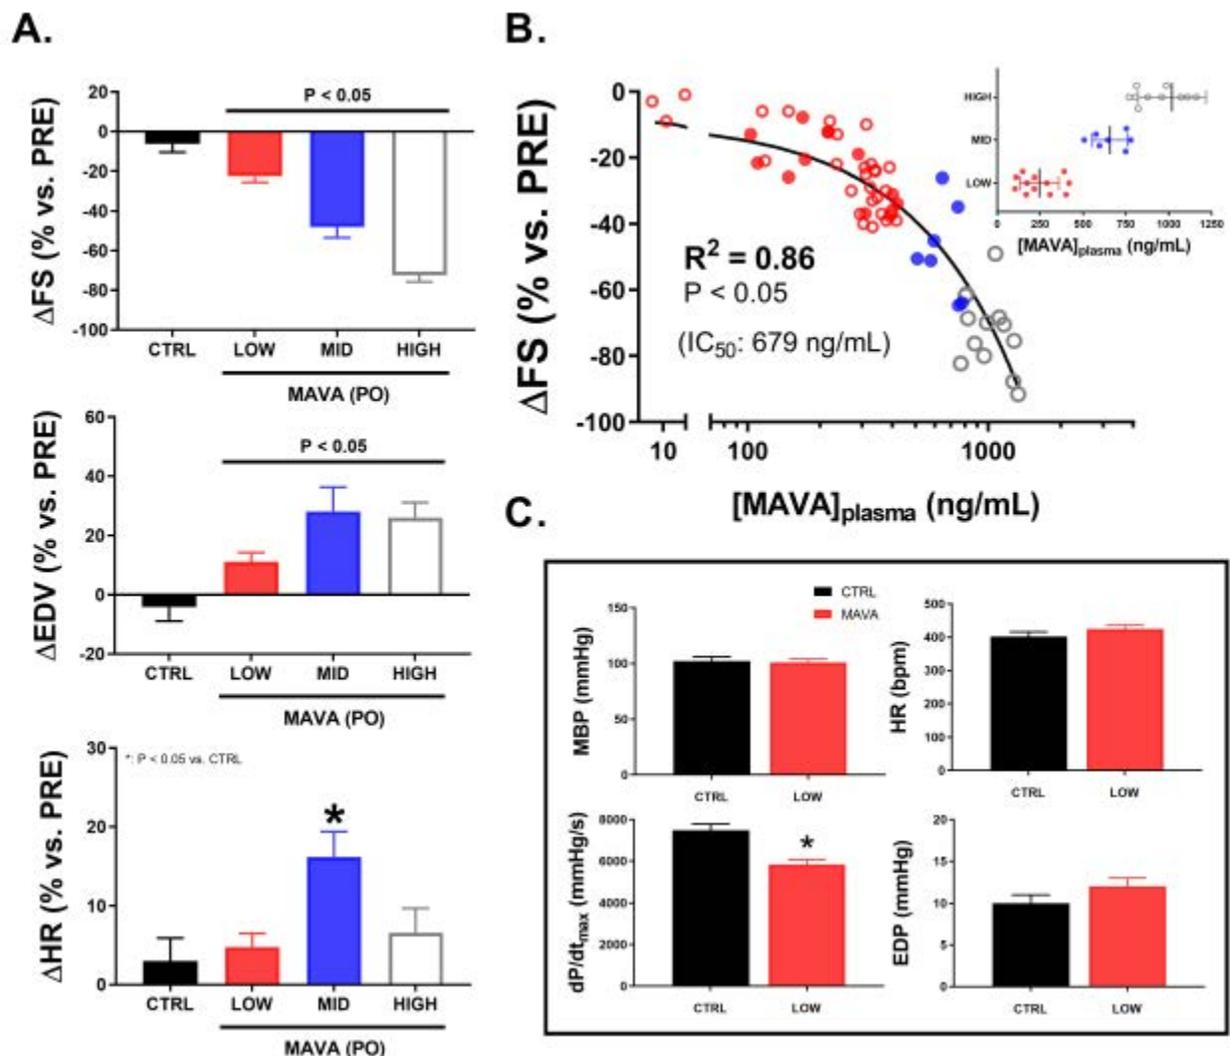 A.
ΔFS (% vs. PRE)
20
0
-20
-40
-60
-80
-100
P < 0.05
CTRL LOW MID HIGH
MAVA (PO)
ΔEDV (% vs. PRE)
60
40
20
0
-20
P < 0.05
CTRL LOW MID HIGH
MAVA (PO)
ΔHR (% vs. PRE)
30
20
10
0
*: P < 0.05 vs. CTRL
*
CTRL LOW MID HIGH
MAVA (PO)
B.
ΔFS (% vs. PRE)
0
-20
-40
-60
-80
-100
R² = 0.86
P < 0.05
(IC₅₀: 679 ng/mL)
10 100 1000
[MAVA]plasma (ng/mL)
HIGH
MID
LOW
0 250 500 750 1000 1250
[MAVA]plasma (ng/mL)
C.
CTRL
MAVA
MBP (mmHg)
150
100
50
0
CTRL LOW
HR (bpm)
500
400
300
200
100
0
CTRL LOW
dP/dtmax (mmHg/s)
8000
6000
4000
2000
0
*
CTRL LOW
EDP (mmHg)
20
15
10
5
0
CTRL LOW